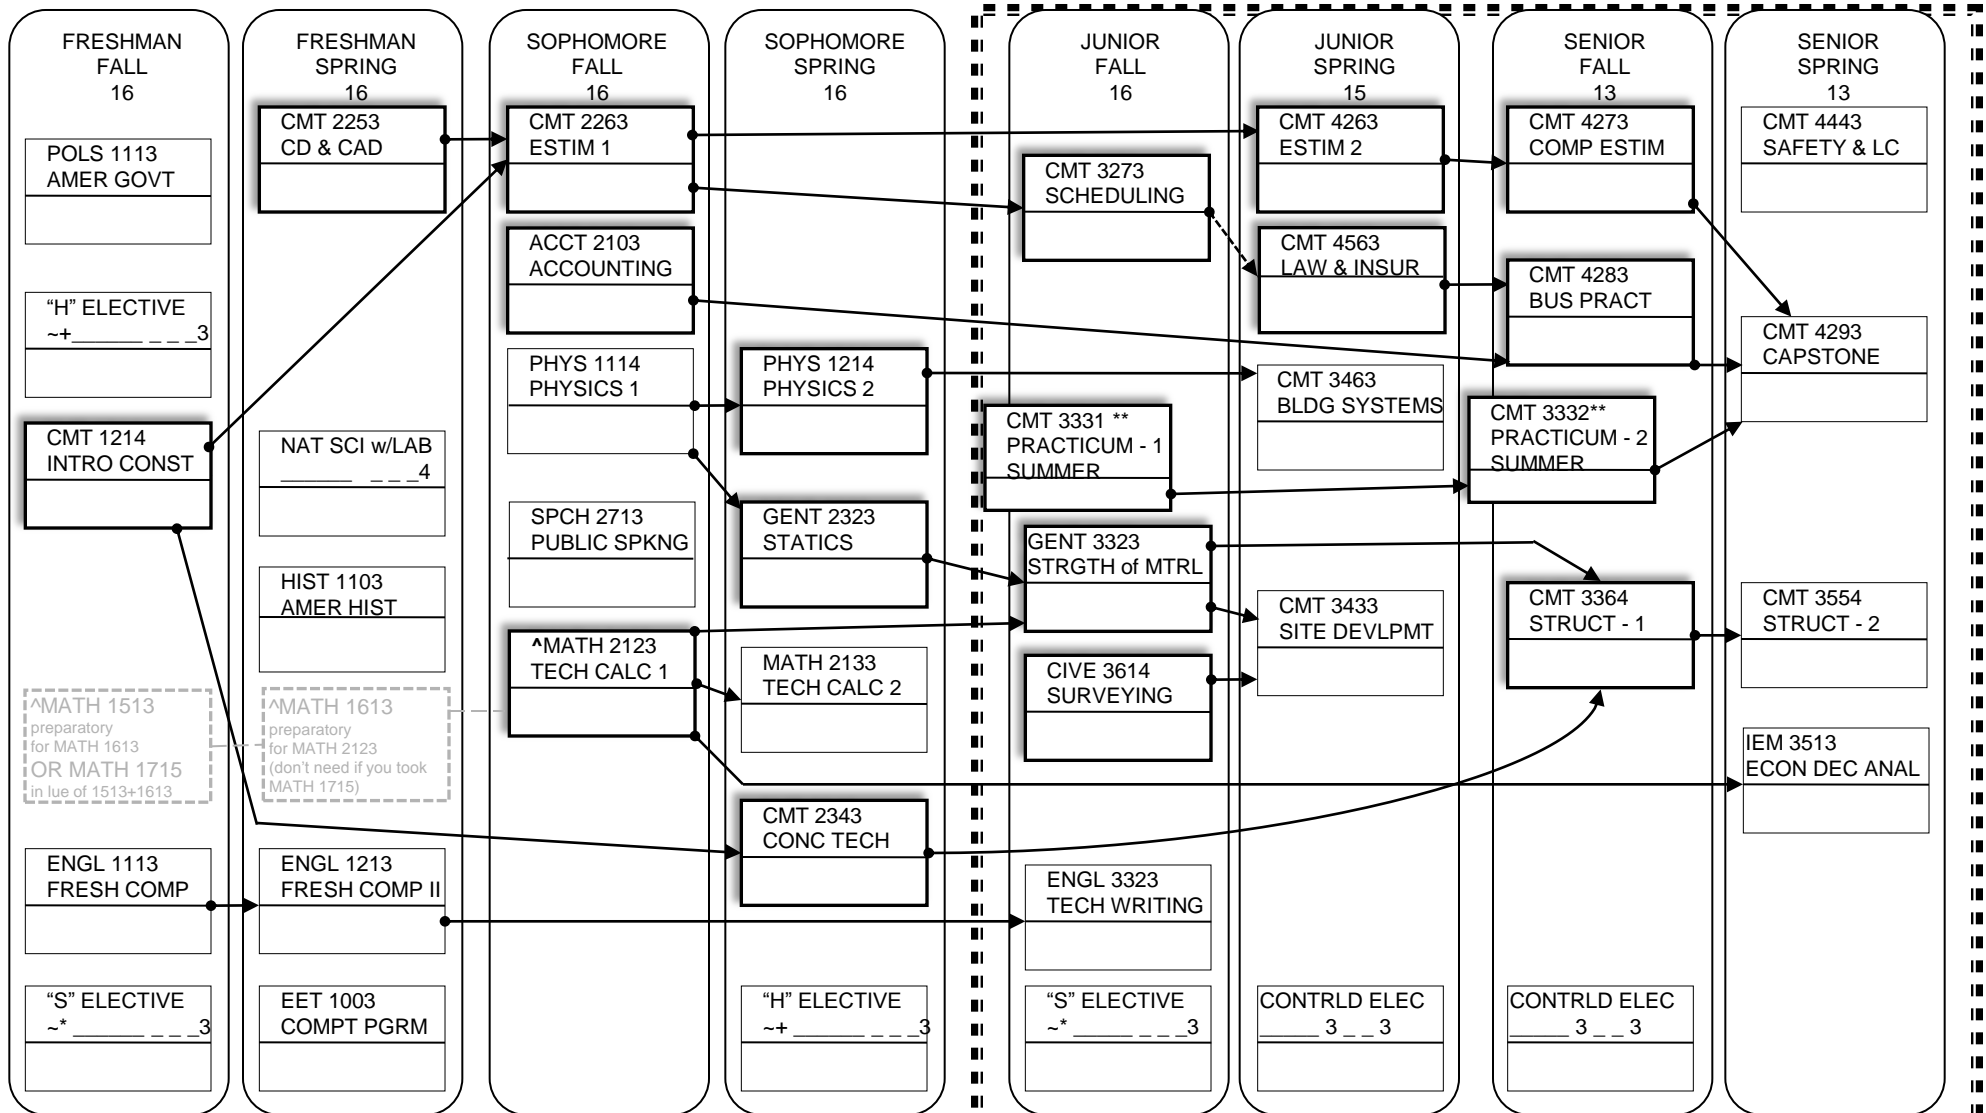 FRESHMAN
FALL
16
POLS 1113
AMER GOVT
“H” ELECTIVE
~+______ _ _ _3
CMT 1214
INTRO CONST
^MATH 1513
preparatory
for MATH 1613
OR MATH 1715
in lue of 1513+1613
ENGL 1113
FRESH COMP
“S” ELECTIVE
~* ______ _ _ _3
FRESHMAN
SPRING
16
CMT 2253
CD & CAD
NAT SCI w/LAB
______ _ _ _4
HIST 1103
AMER HIST
^MATH 1613
preparatory
for MATH 2123
(don't need if you took
MATH 1715)
ENGL 1213
FRESH COMP II
EET 1003
COMPT PGRM
SOPHOMORE
FALL
16
CMT 2263
ESTIM 1
ACCT 2103
ACCOUNTING
PHYS 1114
PHYSICS 1
SPCH 2713
PUBLIC SPKNG
^MATH 2123
TECH CALC 1
SOPHOMORE
SPRING
16
PHYS 1214
PHYSICS 2
GENT 2323
STATICS
MATH 2133
TECH CALC 2
CMT 2343
CONC TECH
“H” ELECTIVE
~+ ______ _ _ _3
JUNIOR
FALL
16
CMT 3273
SCHEDULING
CMT 3331 **
PRACTICUM - 1
SUMMER
GENT 3323
STRGTH of MTRL
CIVE 3614
SURVEYING
ENGL 3323
TECH WRITING
“S” ELECTIVE
~* ______ _ _ _3
JUNIOR
SPRING
15
CMT 4263
ESTIM 2
CMT 4563
LAW & INSUR
CMT 3463
BLDG SYSTEMS
CMT 3433
SITE DEVLPMT
CONTRLD ELEC
_____ 3 _ _ 3
SENIOR
FALL
13
CMT 4273
COMP ESTIM
CMT 4283
BUS PRACT
CMT 3332**
PRACTICUM - 2
SUMMER
CMT 3364
STRUCT - 1
CONTRLD ELEC
_____ 3 _ _ 3
SENIOR
SPRING
13
CMT 4443
SAFETY & LC
CMT 4293
CAPSTONE
CMT 3554
STRUCT - 2
IEM 3513
ECON DEC ANAL